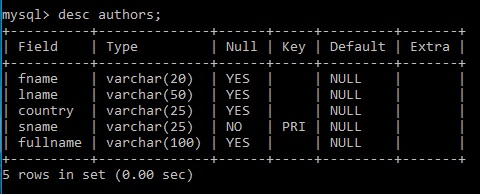 mysql> desc authors;
+----------+--------------+------+-----+---------+-------+
| Field    | Type         | Null | Key | Default | Extra |
+----------+--------------+------+-----+---------+-------+
| fname    | varchar(20)  | YES  |     | NULL    |       |
| lname    | varchar(50)  | YES  |     | NULL    |       |
| country  | varchar(25)  | YES  |     | NULL    |       |
| sname    | varchar(25)  | NO   | PRI | NULL    |       |
| fullname | varchar(100) | YES  |     | NULL    |       |
+----------+--------------+------+-----+---------+-------+
5 rows in set (0.00 sec)